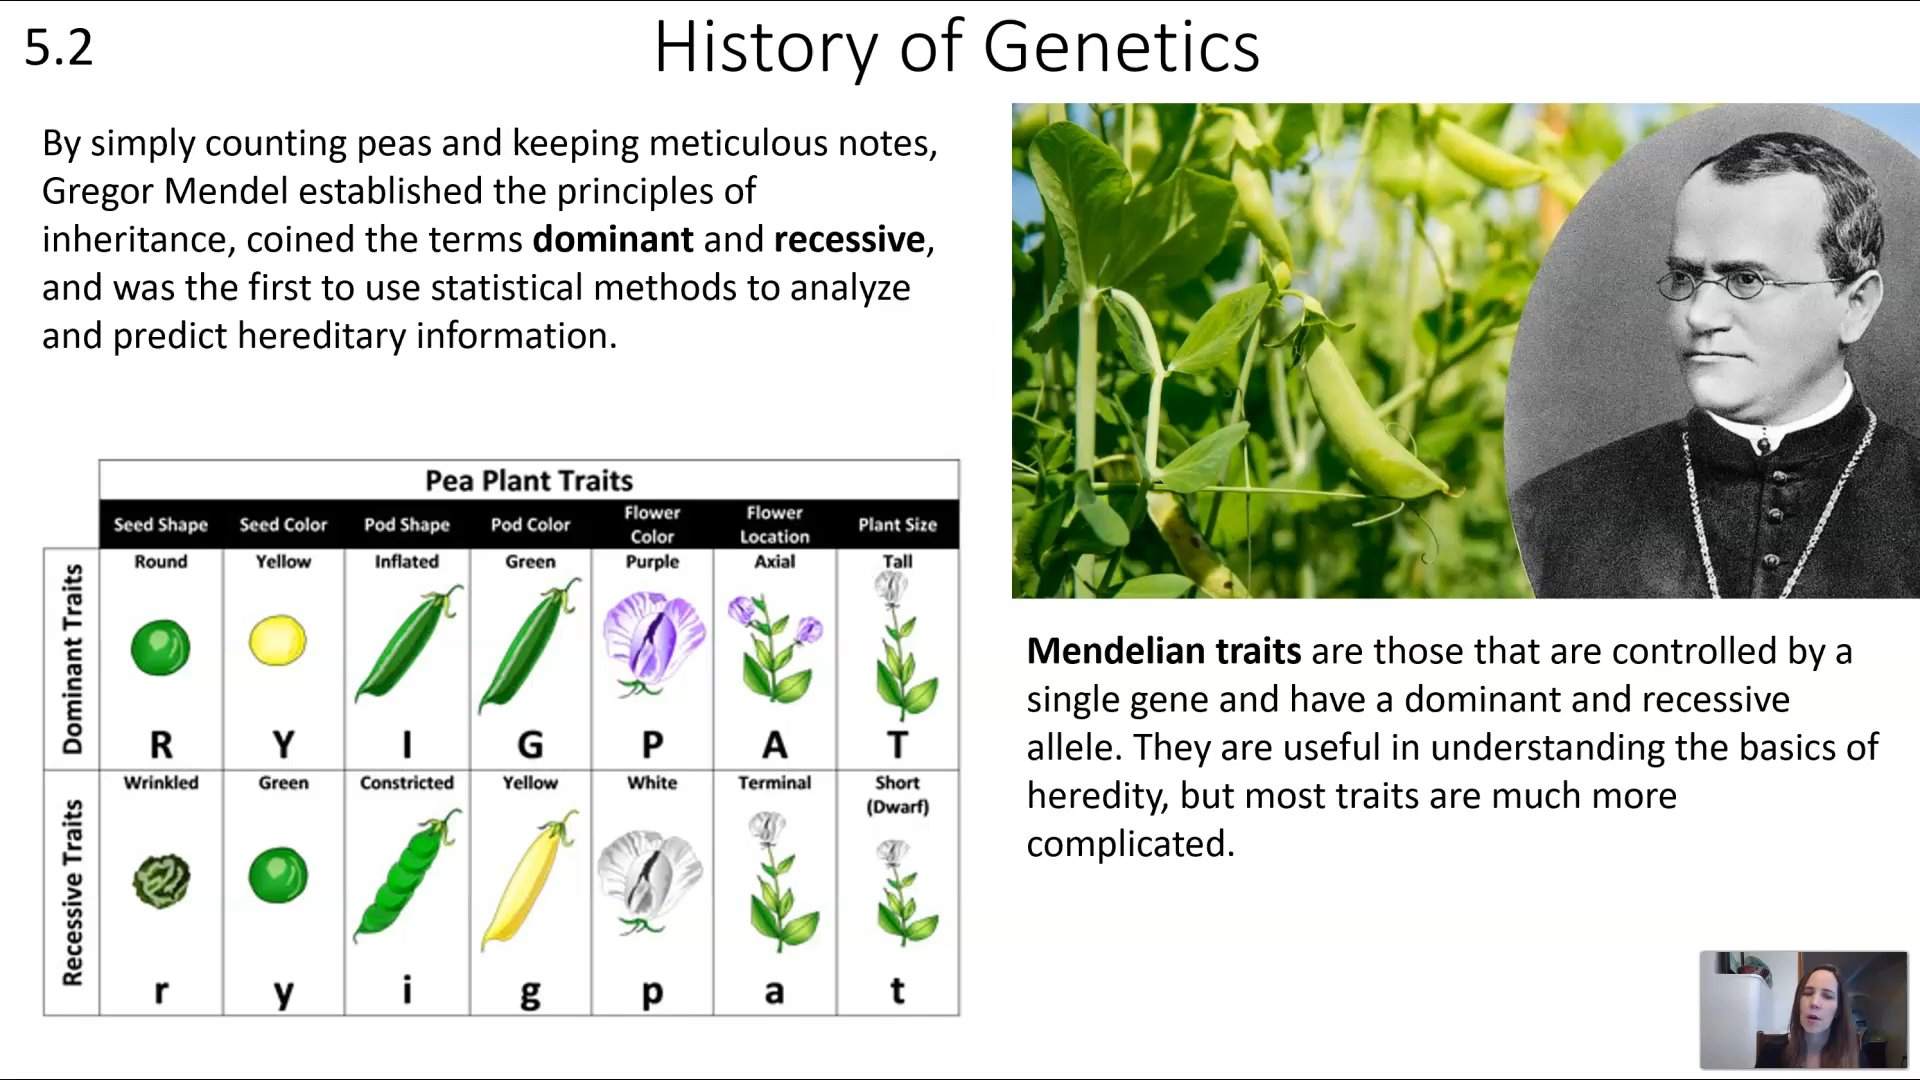 5.2
History of Genetics
By simply counting peas and keeping meticulous notes,
Gregor Mendel established the principles of
inheritance, coined the terms dominant and recessive,
and was the first to use statistical methods to analyze
and predict hereditary information.
Pea Plant Traits
Seed Shape Seed Color Pod Shape Pod Color Flower Color Flower Location Plant Size
Dominant Traits
Round Yellow Inflated Green Purple Axial Tall
R Y I G P A T
Recessive Traits
Wrinkled Green Constricted Yellow White Terminal Short (Dwarf)
r y i g p a t
Mendelian traits are those that are controlled by a
single gene and have a dominant and recessive
allele. They are useful in understanding the basics of
heredity, but most traits are much more
complicated.